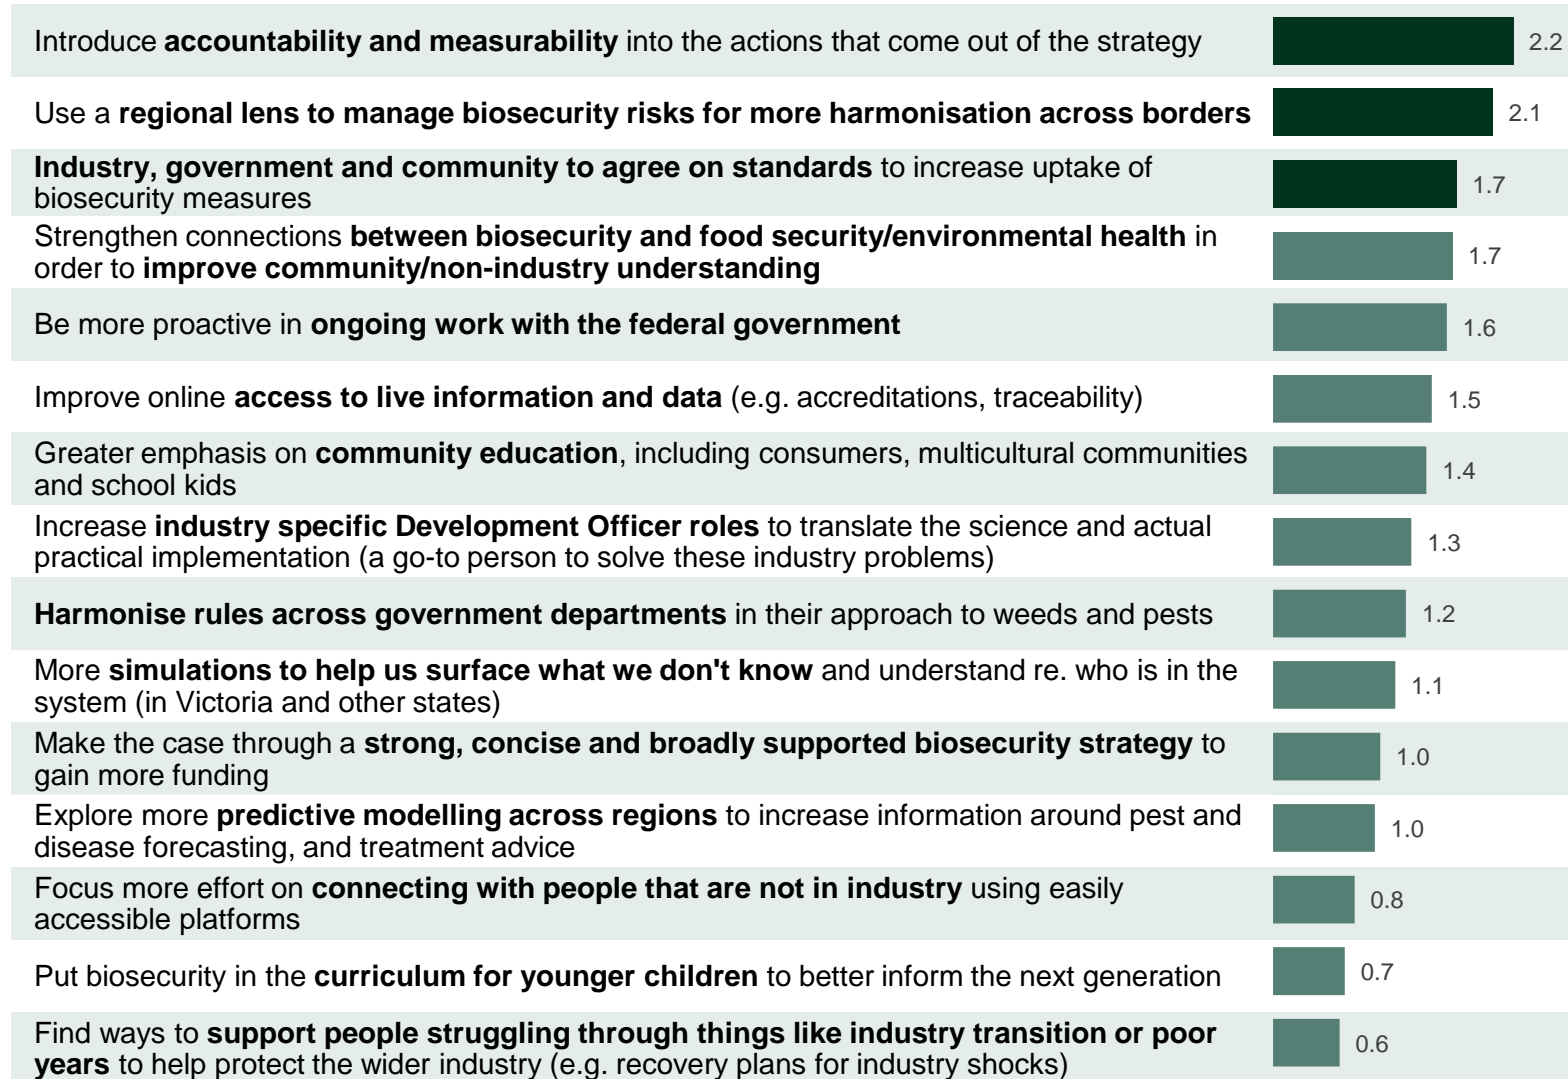 Introduce accountability and measurability into the actions that come out of the strategy 2.2
Use a regional lens to manage biosecurity risks for more harmonisation across borders 2.1
Industry, government and community to agree on standards to increase uptake of
biosecurity measures 1.7
Strengthen connections between biosecurity and food security/environmental health in
order to improve community/non-industry understanding 1.7
Be more proactive in ongoing work with the federal government 1.6
Improve online access to live information and data (e.g. accreditations, traceability) 1.5
Greater emphasis on community education, including consumers, multicultural communities
and school kids 1.4
Increase industry specific Development Officer roles to translate the science and actual
practical implementation (a go-to person to solve these industry problems) 1.3
Harmonise rules across government departments in their approach to weeds and pests 1.2
More simulations to help us surface what we don't know and understand re. who is in the
system (in Victoria and other states) 1.1
Make the case through a strong, concise and broadly supported biosecurity strategy to
gain more funding 1.0
Explore more predictive modelling across regions to increase information around pest and
disease forecasting, and treatment advice 1.0
Focus more effort on connecting with people that are not in industry using easily
accessible platforms 0.8
Put biosecurity in the curriculum for younger children to better inform the next generation 0.7
Find ways to support people struggling through things like industry transition or poor
years to help protect the wider industry (e.g. recovery plans for industry shocks) 0.6